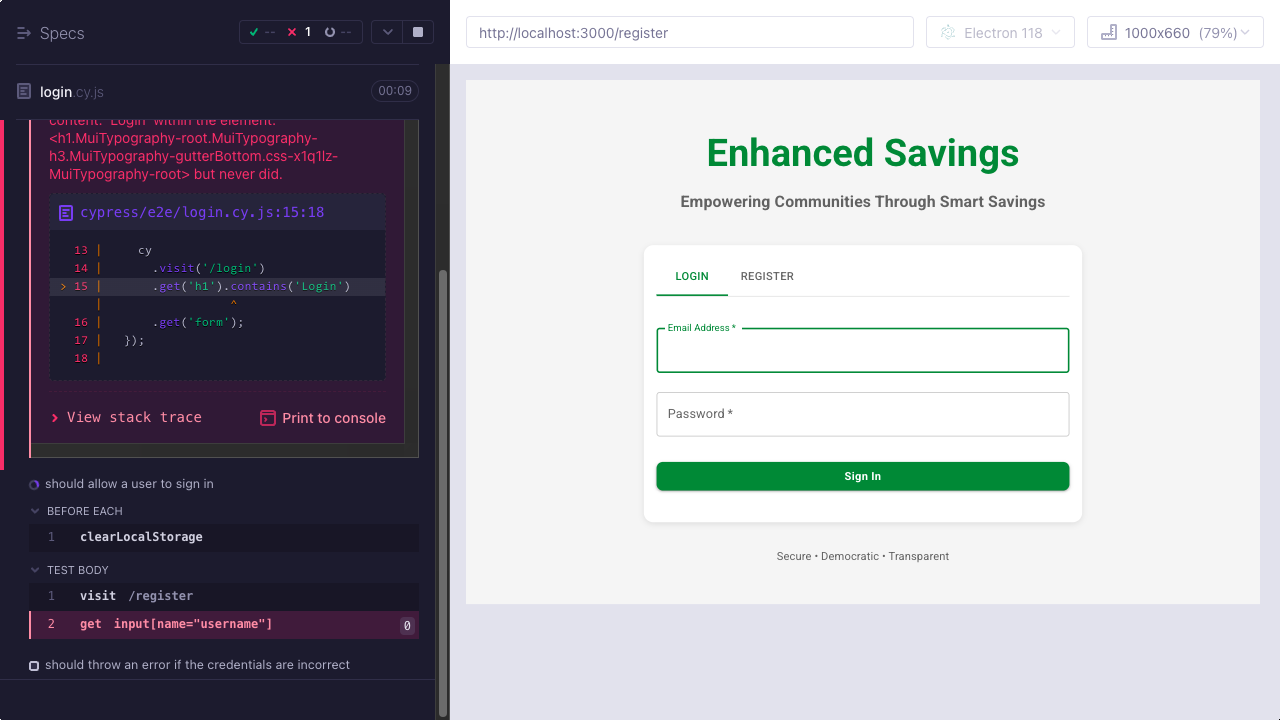 Specs
-- 1 --
login.cy.js 00:09
content: 'Login' within the element:
<h1.MuiTypography-root.MuiTypography-
h3.MuiTypography-gutterBottom.css-x1q1lz-
MuiTypography-root> but never did.
cypress/e2e/login.cy.js:15:18
13 | cy
14 | .visit('/login')
> 15 | .get('h1').contains('Login')
| ^
16 | .get('form');
17 | });
18 |
View stack trace
Print to console
should allow a user to sign in
BEFORE EACH
1 clearLocalStorage
TEST BODY
1 visit /register
2 get input[name="username"] 0
should throw an error if the credentials are incorrect
http://localhost:3000/register
Electron 118
1000x660 (79%)
Enhanced Savings
Empowering Communities Through Smart Savings
LOGIN REGISTER
Email Address *
Password *
Sign In
Secure • Democratic • Transparent